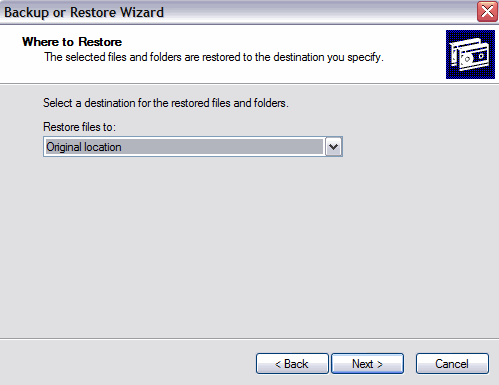 Backup or Restore Wizard
Where to Restore
The selected files and folders are restored to the destination you specify.
Select a destination for the restored files and folders.
Restore files to:
Original location
< Back
Next >
Cancel